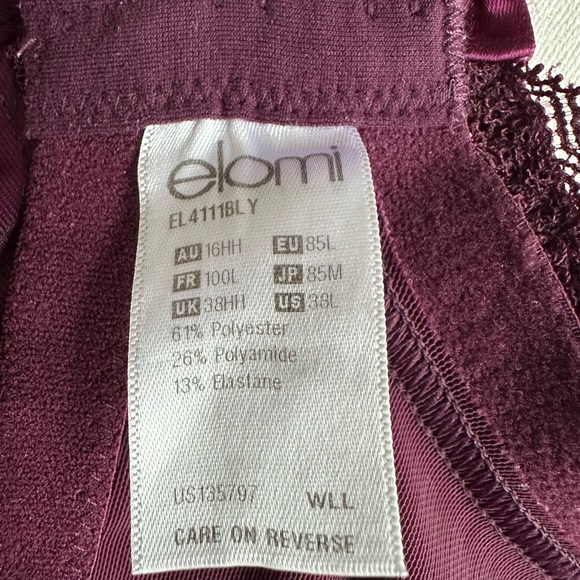 elomi
EL4111BLY
AU 16HH EU 85L
FR 100L JP 85M
UK 38HH US 38L
61% Polyester
26% Polyamide
13% Elastane
US135797 WLL
CARE ON REVERSE